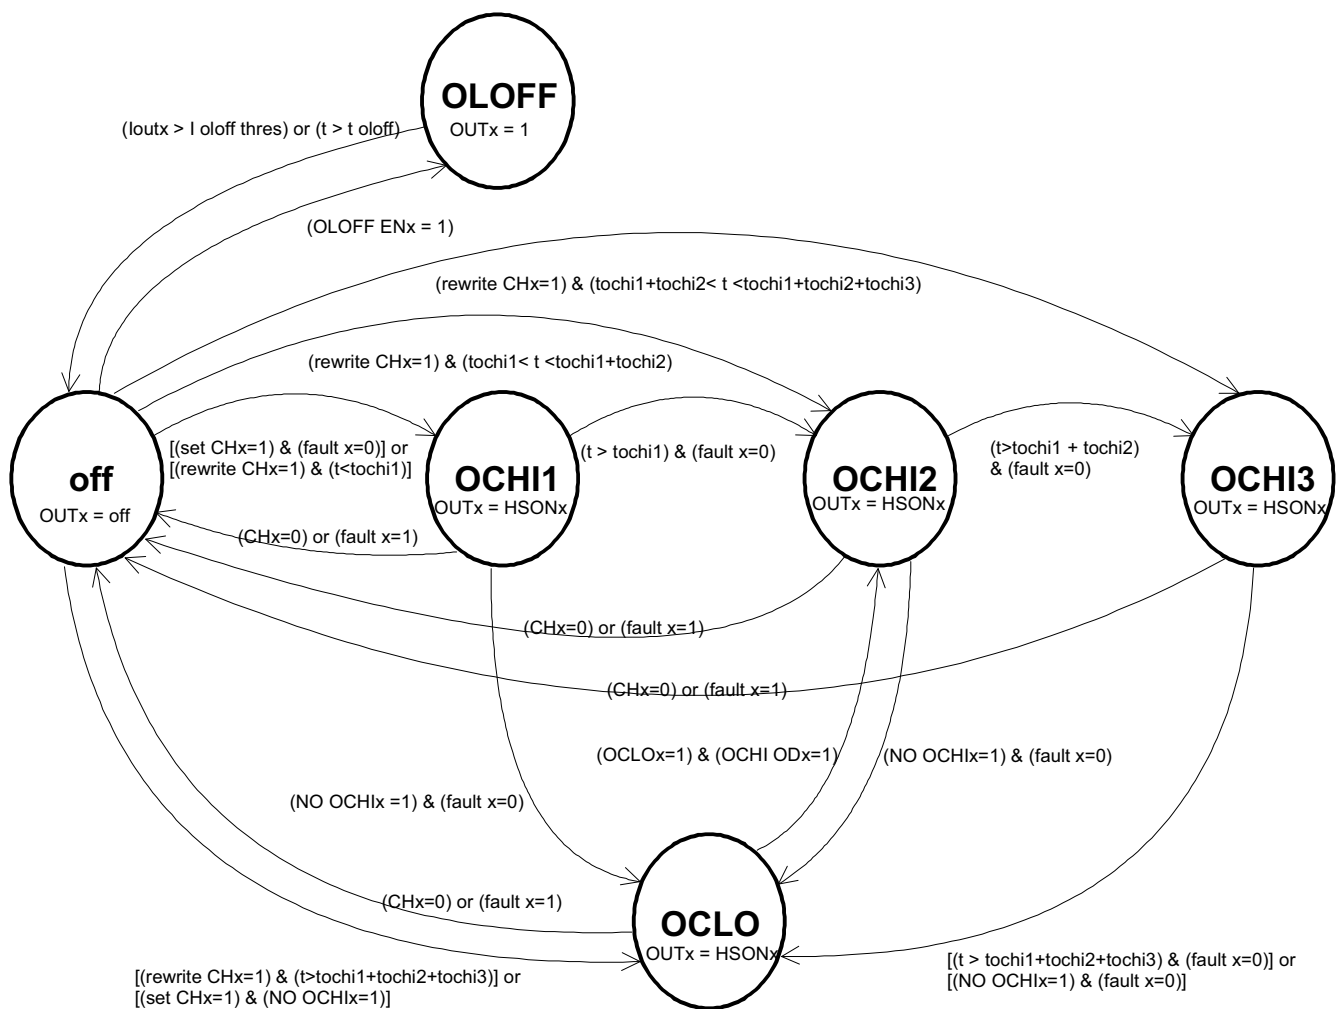 OLOFF
OUTx = 1
(Ioutx > I oloff thres) or (t > t oloff)
(OLOFF ENx = 1)
(rewrite CHx=1) & (tochi1+tochi2< t <tochi1+tochi2+tochi3)
(rewrite CHx=1) & (tochi1< t <tochi1+tochi2)
off
OUTx = off
[(set CHx=1) & (fault x=0)] or
[(rewrite CHx=1) & (t<tochi1)]
OCHI1
OUTx = HSONx
(t > tochi1) & (fault x=0)
OCHI2
OUTx = HSONx
(t>tochi1 + tochi2)
& (fault x=0)
OCHI3
OUTx = HSONx
(CHx=0) or (fault x=1)
(CHx=0) or (fault x=1)
(CHx=0) or (fault x=1)
(OCLOx=1) & (OCHI ODx=1)
(NO OCHIx=1) & (fault x=0)
(NO OCHIx =1) & (fault x=0)
(CHx=0) or (fault x=1)
OCLO
OUTx = HSONx
[(rewrite CHx=1) & (t>tochi1+tochi2+tochi3)] or
[(set CHx=1) & (NO OCHIx=1)]
[(t > tochi1+tochi2+tochi3) & (fault x=0)] or
[(NO OCHIx=1) & (fault x=0)]